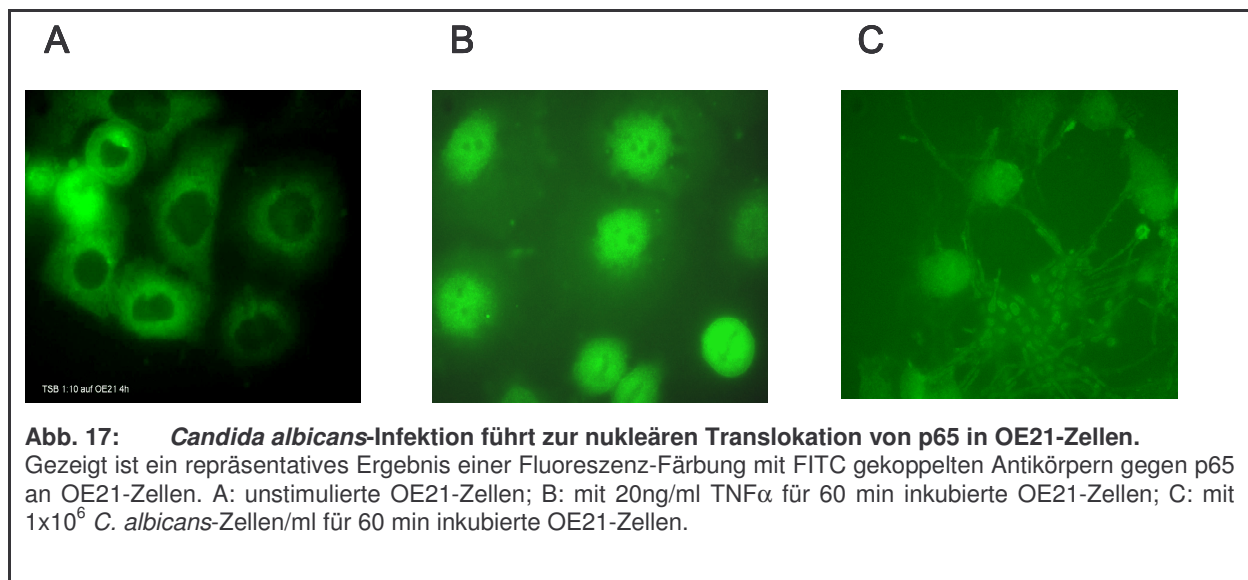 A B C
TSB 1:10 auf OE21 4h
Abb. 17: Candida albicans-Infektion führt zur nukleären Translokation von p65 in OE21-Zellen.
Gezeigt ist ein repräsentatives Ergebnis einer Fluoreszenz-Färbung mit FITC gekoppelten Antikörpern gegen p65
an OE21-Zellen. A: unstimulierte OE21-Zellen; B: mit 20ng/ml TNFα für 60 min inkubierte OE21-Zellen; C: mit
1x10⁶ C. albicans-Zellen/ml für 60 min inkubierte OE21-Zellen.